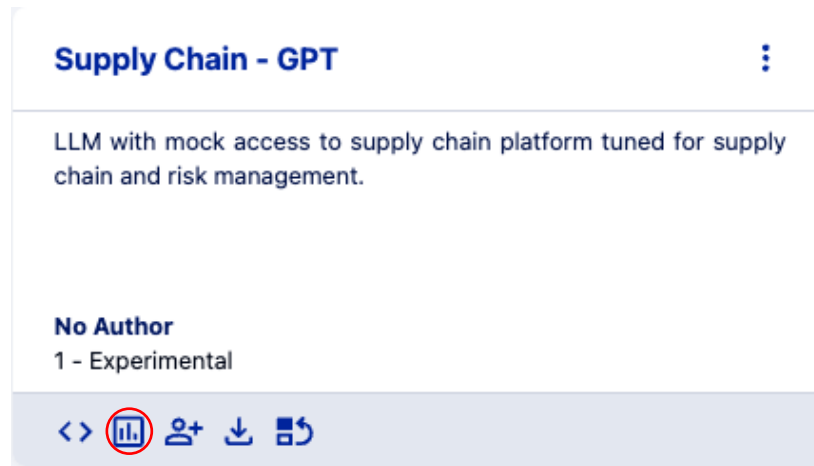 Supply Chain - GPT
LLM with mock access to supply chain platform tuned for supply
chain and risk management.
No Author
1 - Experimental